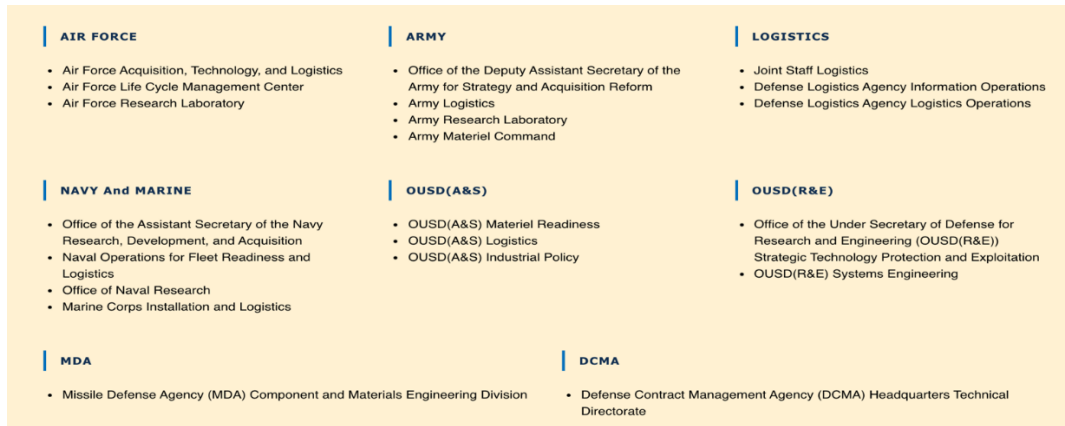 AIR FORCE
• Air Force Acquisition, Technology, and Logistics
• Air Force Life Cycle Management Center
• Air Force Research Laboratory
ARMY
• Office of the Deputy Assistant Secretary of the
Army for Strategy and Acquisition Reform
• Army Logistics
• Army Research Laboratory
• Army Materiel Command
LOGISTICS
• Joint Staff Logistics
• Defense Logistics Agency Information Operations
• Defense Logistics Agency Logistics Operations
NAVY And MARINE
• Office of the Assistant Secretary of the Navy
Research, Development, and Acquisition
• Naval Operations for Fleet Readiness and
Logistics
• Office of Naval Research
• Marine Corps Installation and Logistics
OUSD(A&S)
• OUSD(A&S) Materiel Readiness
• OUSD(A&S) Logistics
• OUSD(A&S) Industrial Policy
OUSD(R&E)
• Office of the Under Secretary of Defense for
Research and Engineering (OUSD(R&E))
Strategic Technology Protection and Exploitation
• OUSD(R&E) Systems Engineering
MDA
• Missile Defense Agency (MDA) Component and Materials Engineering Division
DCMA
• Defense Contract Management Agency (DCMA) Headquarters Technical
Directorate